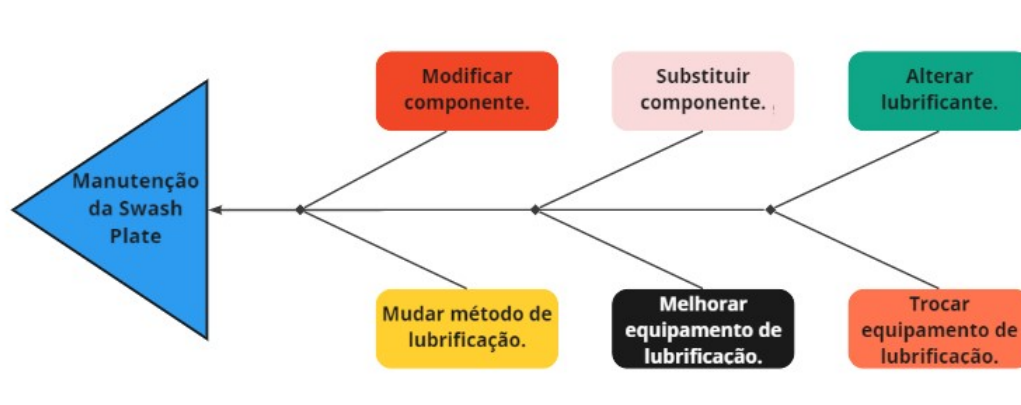 Modificar
componente.
Substituir
componente.
Alterar
lubrificante.
Manutenção
da Swash
Plate
Mudar método de
lubrificação.
Melhorar
equipamento de
lubrificação.
Trocar
equipamento de
lubrificação.